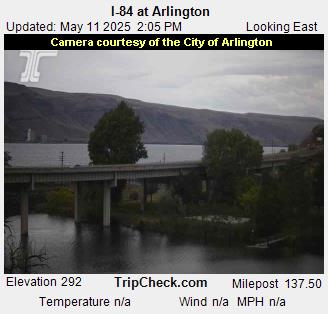 I-84 at Arlington
Updated: May 11 2025 2:05 PM Looking East
Camera courtesy of the City of Arlington
Elevation 292 TripCheck.com Milepost 137.50
Temperature n/a Wind n/a MPH n/a